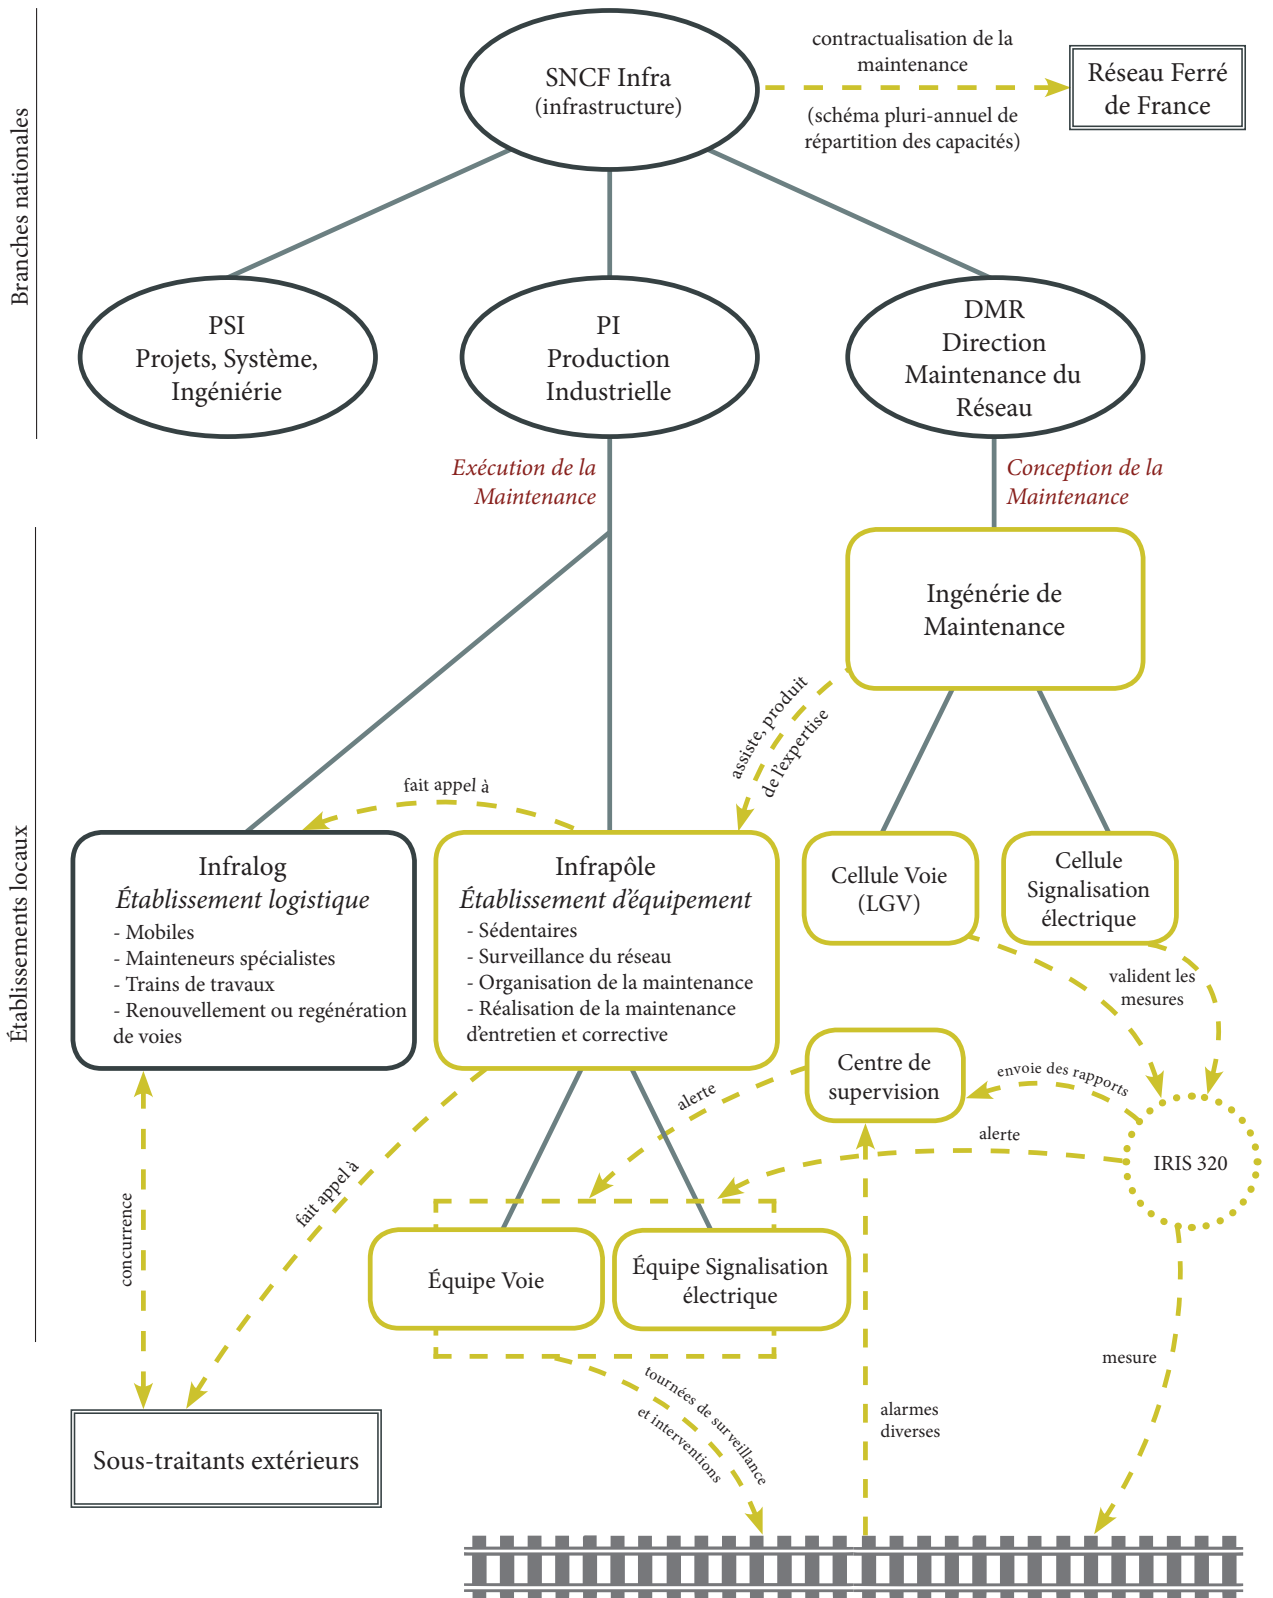 Branches nationales
SNCF Infra
(infrastructure)
contractualisation de la
maintenance
(schéma pluri-annuel de
répartition des capacités)
Réseau Ferré
de France
PSI
Projets, Système,
Ingéniérie
PI
Production
Industrielle
DMR
Direction
Maintenance du
Réseau
Exécution de la
Maintenance
Conception de la
Maintenance
Établissements locaux
Ingénérie de
Maintenance
assiste, produit
de l'expertise
fait appel à
Infralog
Établissement logistique
- Mobiles
- Mainteneurs spécialistes
- Trains de travaux
- Renouvellement ou regénération
de voies
Infrapôle
Établissement d'équipement
- Sédentaires
- Surveillance du réseau
- Organisation de la maintenance
- Réalisation de la maintenance
d'entretien et corrective
Cellule Voie
(LGV)
Cellule
Signalisation
électrique
valident les
mesures
Centre de
supervision
envoie des rapports
alerte
alerte
IRIS 320
fait appel à
concurrence
Équipe Voie
Équipe Signalisation
électrique
mesure
tournées de surveillance
et interventions
alarmes
diverses
Sous-traitants extérieurs